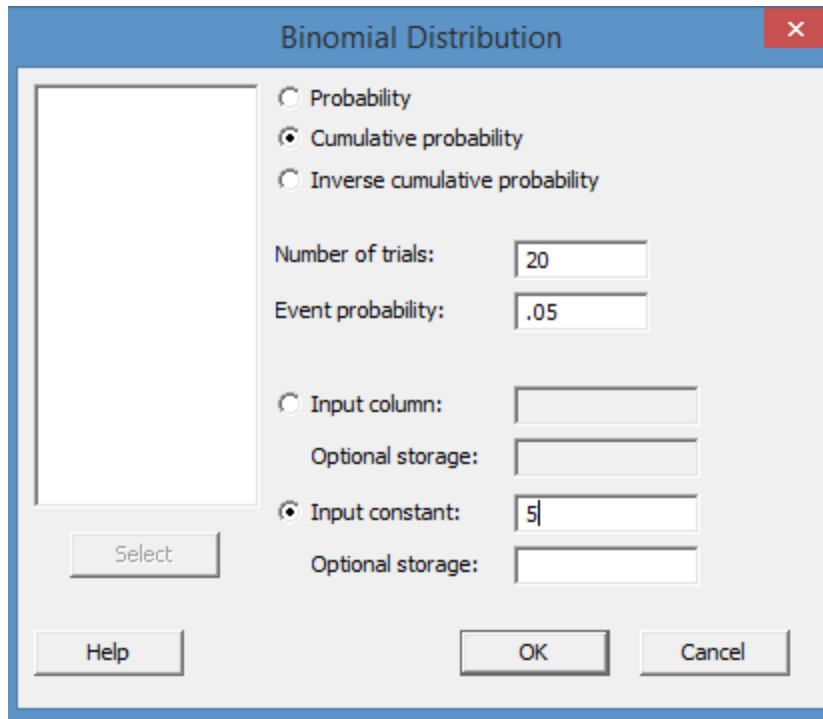 Binomial Distribution
Probability
Cumulative probability
Inverse cumulative probability
Number of trials: 20
Event probability: .05
Input column:
Optional storage:
Input constant: 5
Optional storage:
Select
Help OK Cancel